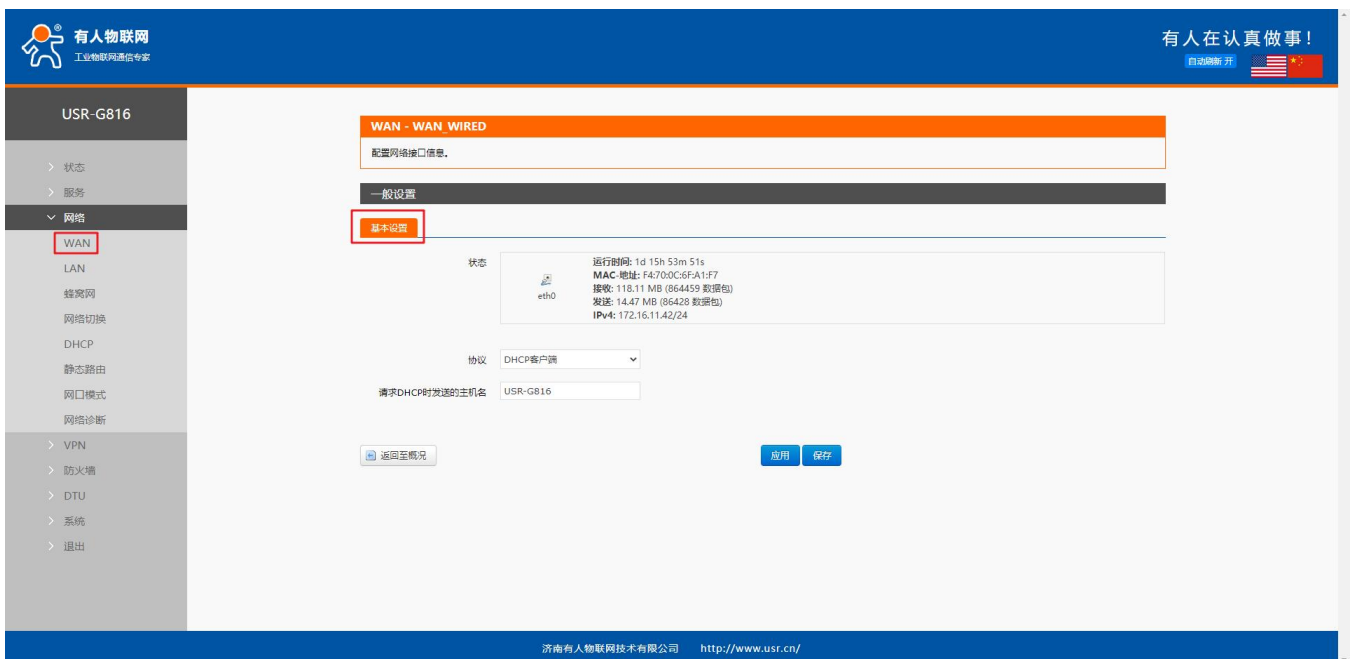 有人物联网
®
工业物联网通信专家
有人在认真做事!
自动刷新 开
USR-G816
状态
服务
网络
WAN
LAN
蜂窝网
网络切换
DHCP
静态路由
网口模式
网络诊断
VPN
防火墙
DTU
系统
退出
WAN - WAN_WIRED
配置网络接口信息。
一般设置
基本设置
状态
eth0
运行时间: 1d 15h 53m 51s
MAC-地址: F4:70:0C:6F:A1:F7
接收: 118.11 MB (864459 数据包)
发送: 14.47 MB (86428 数据包)
IPv4: 172.16.11.42/24
协议 DHCP客户端
请求DHCP时发送的主机名 USR-G816
返回至概况 应用 保存
济南有人物联网技术有限公司 http://www.usr.cn/